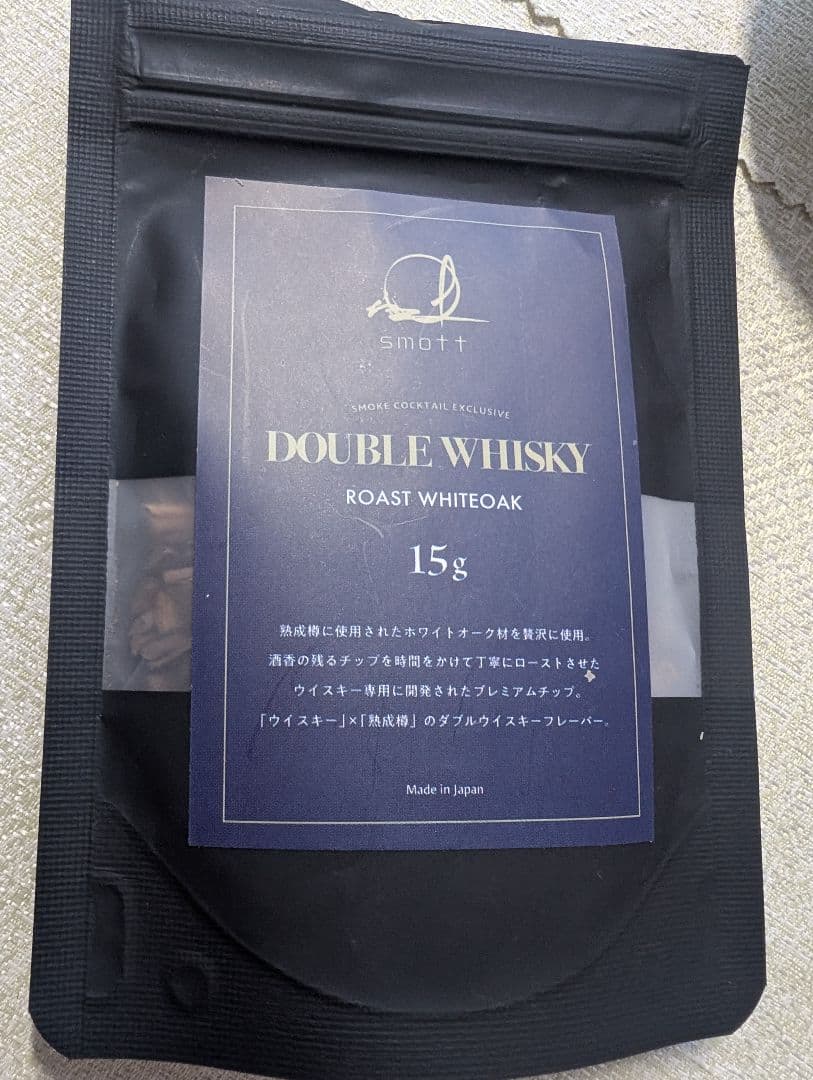 smott
SMOKE COCKTAIL EXCLUSIVE
DOUBLE WHISKY
ROAST WHITEOAK
15g
熟成樽に使用されたホワイトオーク材を贅沢に使用。
酒香の残るチップを時間をかけて丁寧にローストさせた
ウイスキー専用に開発されたプレミアムチップ。
「ウイスキー」×「熟成樽」のダブルウイスキーフレーバー。
Made in Japan